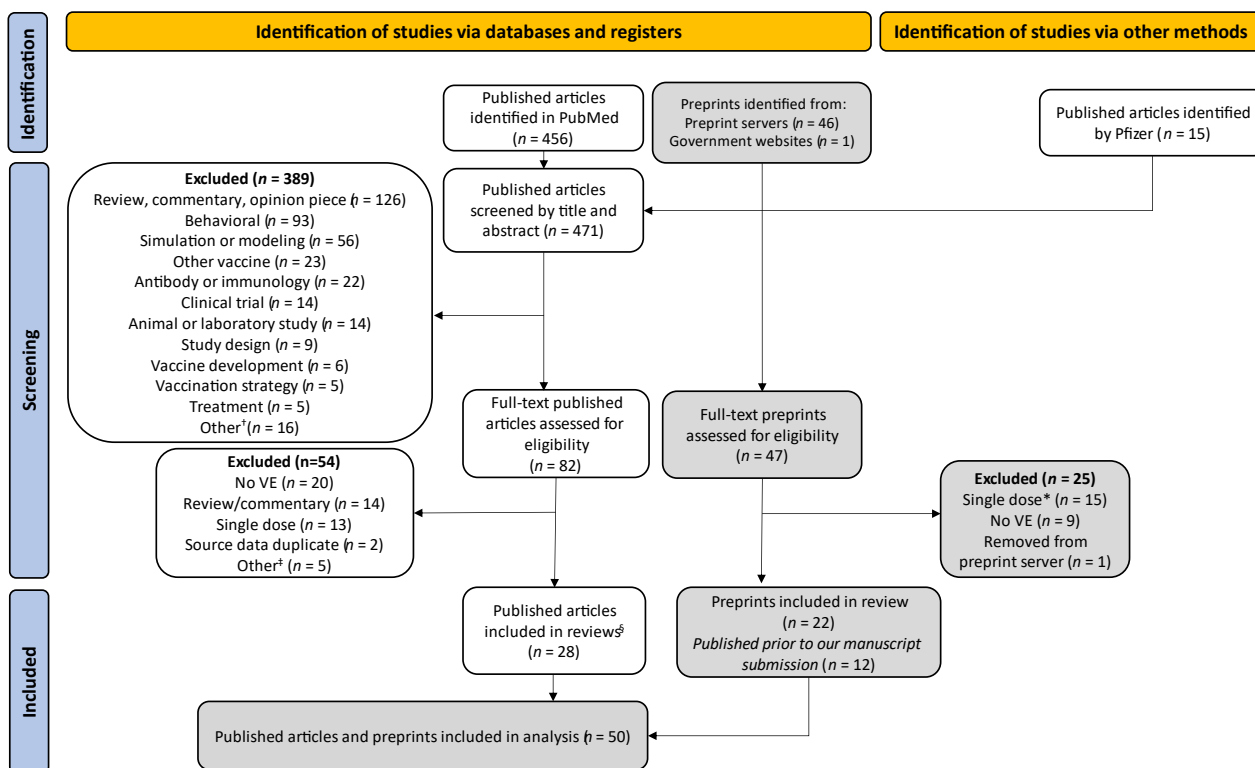 Identification of studies via databases and registers
Identification of studies via other methods
Identification
Published articles
identified in PubMed
(n = 456)
Preprints identified from:
Preprint servers (n = 46)
Government websites (n = 1)
Published articles identified
by Pfizer (n = 15)
Screening
Excluded (n = 389)
Review, commentary, opinion piece (n = 126)
Behavioral (n = 93)
Simulation or modeling (n = 56)
Other vaccine (n = 23)
Antibody or immunology (n = 22)
Clinical trial (n = 14)
Animal or laboratory study (n = 14)
Study design (n = 9)
Vaccine development (n = 6)
Vaccination strategy (n = 5)
Treatment (n = 5)
Other† (n = 16)
Published articles
screened by title and
abstract (n = 471)
Full-text published
articles assessed for
eligibility
(n = 82)
Full-text preprints
assessed for eligibility
(n = 47)
Excluded (n=54)
No VE (n = 20)
Review/commentary (n = 14)
Single dose (n = 13)
Source data duplicate (n = 2)
Other‡ (n = 5)
Excluded (n = 25)
Single dose* (n = 15)
No VE (n = 9)
Removed from
preprint server (n = 1)
Included
Published articles
included in reviews§
(n = 28)
Preprints included in review
(n = 22)
Published prior to our manuscript
submission (n = 12)
Published articles and preprints included in analysis (n = 50)